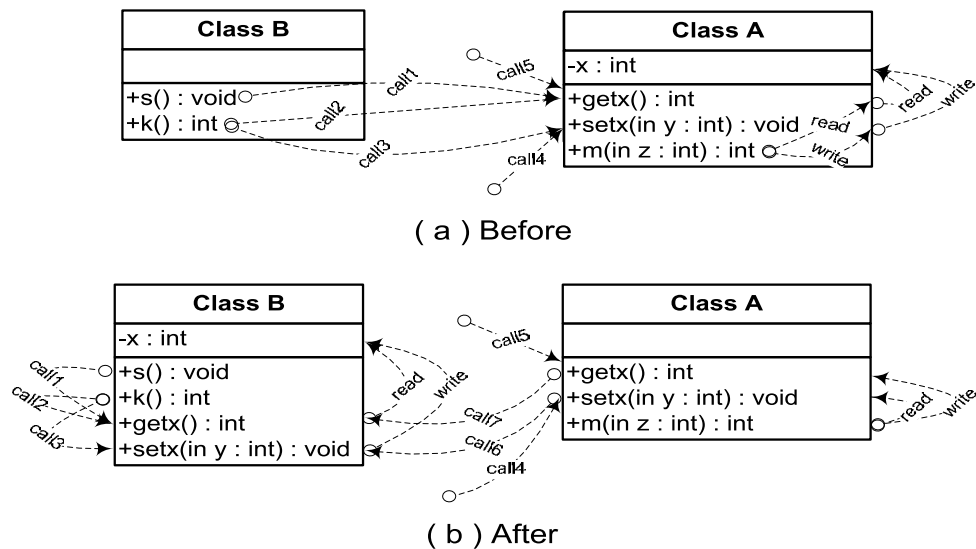 Class B
+s() : void
+k() : int
call1
call2
call3
call5
call4
Class A
-x : int
+getx() : int
+setx(in y : int) : void
+m(in z : int) : int
read
write
read
write
( a ) Before
Class B
-x : int
+s() : void
+k() : int
+getx() : int
+setx(in y : int) : void
call1
call2
call3
read
write
call5
call7
call6
call4
Class A
+getx() : int
+setx(in y : int) : void
+m(in z : int) : int
read
write
( b ) After